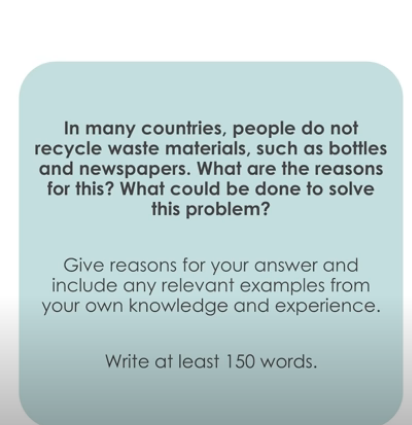 In many countries, people do not
recycle waste materials, such as bottles
and newspapers. What are the reasons
for this? What could be done to solve
this problem?
Give reasons for your answer and
include any relevant examples from
your own knowledge and experience.
Write at least 150 words.